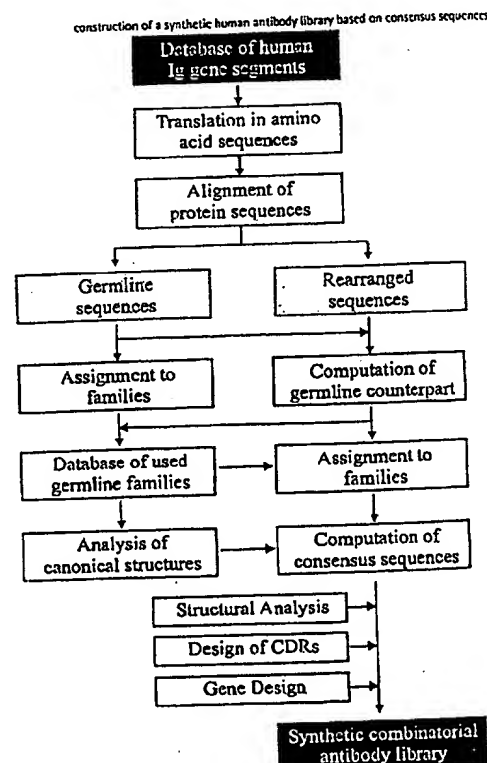 construction of a synthetic human antibody library based on consensus sequences
Database of human
Ig gene segments
Translation in amino
acid sequences
Alignment of
protein sequences
Germline
sequences
Rearranged
sequences
Assignment to
families
Computation of
germline counterpart
Database of used
germline families
Assignment to
families
Analysis of
canonical structures
Computation of
consensus sequences
Structural Analysis
Design of CDRs
Gene Design
Synthetic combinatorial
antibody library